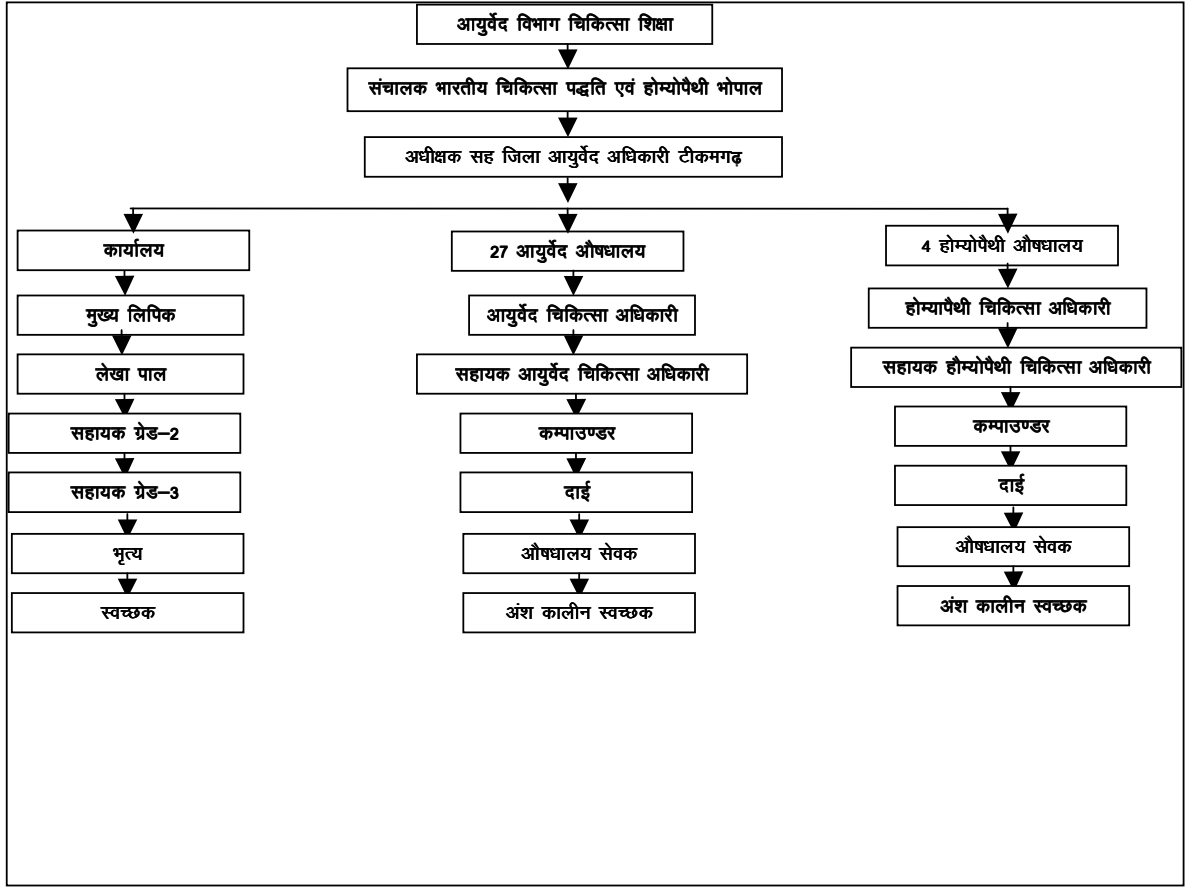 आयुर्वेद विभाग चिकित्सा शिक्षा
संचालक भारतीय चिकित्सा पद्धति एवं होम्योपैथी भोपाल
अधीक्षक सह जिला आयुर्वेद अधिकारी टीकमगढ़
कार्यालय
मुख्य लिपिक
लेखा पाल
सहायक ग्रेड–2
सहायक ग्रेड–3
भृत्य
स्वच्छक
27 आयुर्वेद औषधालय
आयुर्वेद चिकित्सा अधिकारी
सहायक आयुर्वेद चिकित्सा अधिकारी
कम्पाउण्डर
दाई
औषधालय सेवक
अंश कालीन स्वच्छक
4 होम्योपैथी औषधालय
होम्यापैथी चिकित्सा अधिकारी
सहायक हौम्योपैथी चिकित्सा अधिकारी
कम्पाउण्डर
दाई
औषधालय सेवक
अंश कालीन स्वच्छक